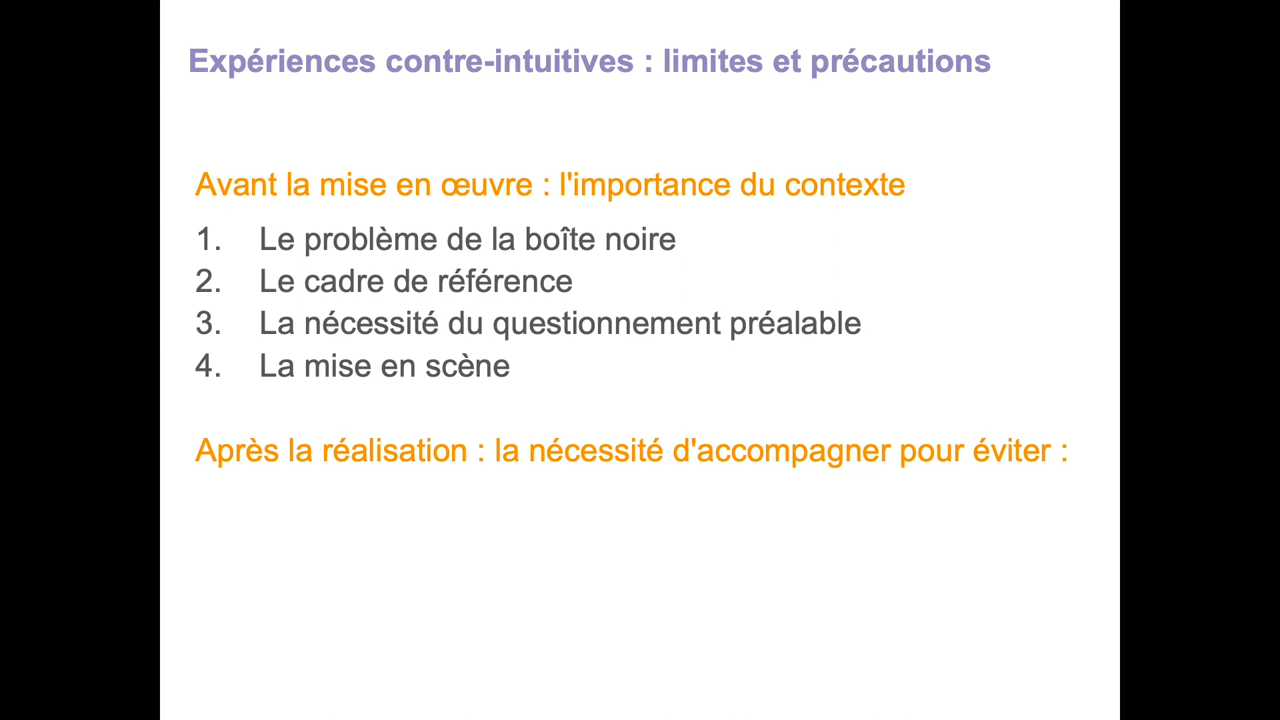 Expériences contre-intuitives : limites et précautions
Avant la mise en œuvre : l'importance du contexte
1. Le problème de la boîte noire
2. Le cadre de référence
3. La nécessité du questionnement préalable
4. La mise en scène
Après la réalisation : la nécessité d'accompagner pour éviter :